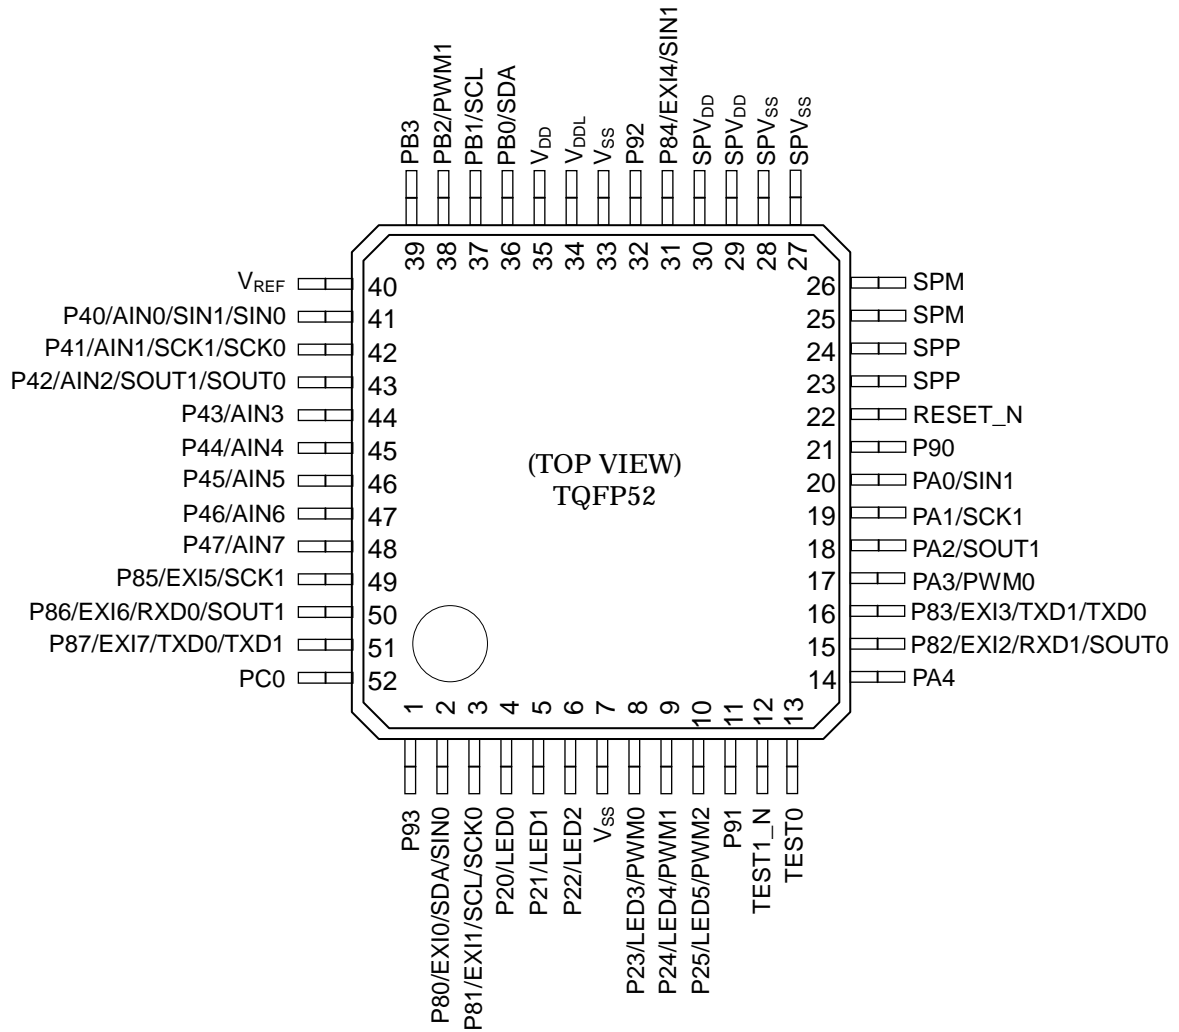 PB3
PB2/PWM1
PB1/SCL
PB0/SDA
VDD
VDDL
VSS
P92
P84/EXI4/SIN1
SPVDD
SPVDD
SPVSS
SPVSS
39
38
37
36
35
34
33
32
31
30
29
28
27
VREF 40
P40/AIN0/SIN1/SIN0 41
P41/AIN1/SCK1/SCK0 42
P42/AIN2/SOUT1/SOUT0 43
P43/AIN3 44
P44/AIN4 45
P45/AIN5 46
P46/AIN6 47
P47/AIN7 48
P85/EXI5/SCK1 49
P86/EXI6/RXD0/SOUT1 50
P87/EXI7/TXD0/TXD1 51
PC0 52
(TOP VIEW)
TQFP52
26 SPM
25 SPM
24 SPP
23 SPP
22 RESET_N
21 P90
20 PA0/SIN1
19 PA1/SCK1
18 PA2/SOUT1
17 PA3/PWM0
16 P83/EXI3/TXD1/TXD0
15 P82/EXI2/RXD1/SOUT0
14 PA4
1
2
3
4
5
6
7
8
9
10
11
12
13
P93
P80/EXI0/SDA/SIN0
P81/EXI1/SCL/SCK0
P20/LED0
P21/LED1
P22/LED2
VSS
P23/LED3/PWM0
P24/LED4/PWM1
P25/LED5/PWM2
P91
TEST1_N
TEST0